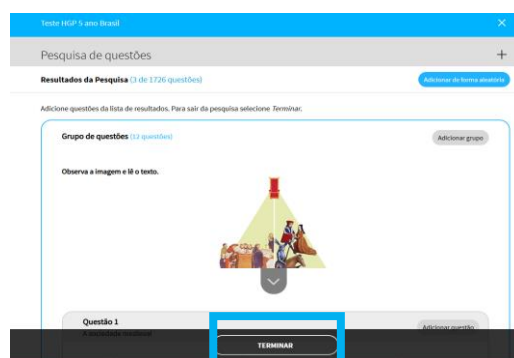 Teste HGP 5 ano Brasil
Pesquisa de questões
Resultados da Pesquisa (3 de 1726 questões)
Adicionar de forma aleatória
Adicione questões da lista de resultados. Para sair da pesquisa selecione Terminar.
Grupo de questões (12 questões)
Adicionar grupo
Observa a imagem e lê o texto.
Questão 1
Adicionar questão
TERMINAR